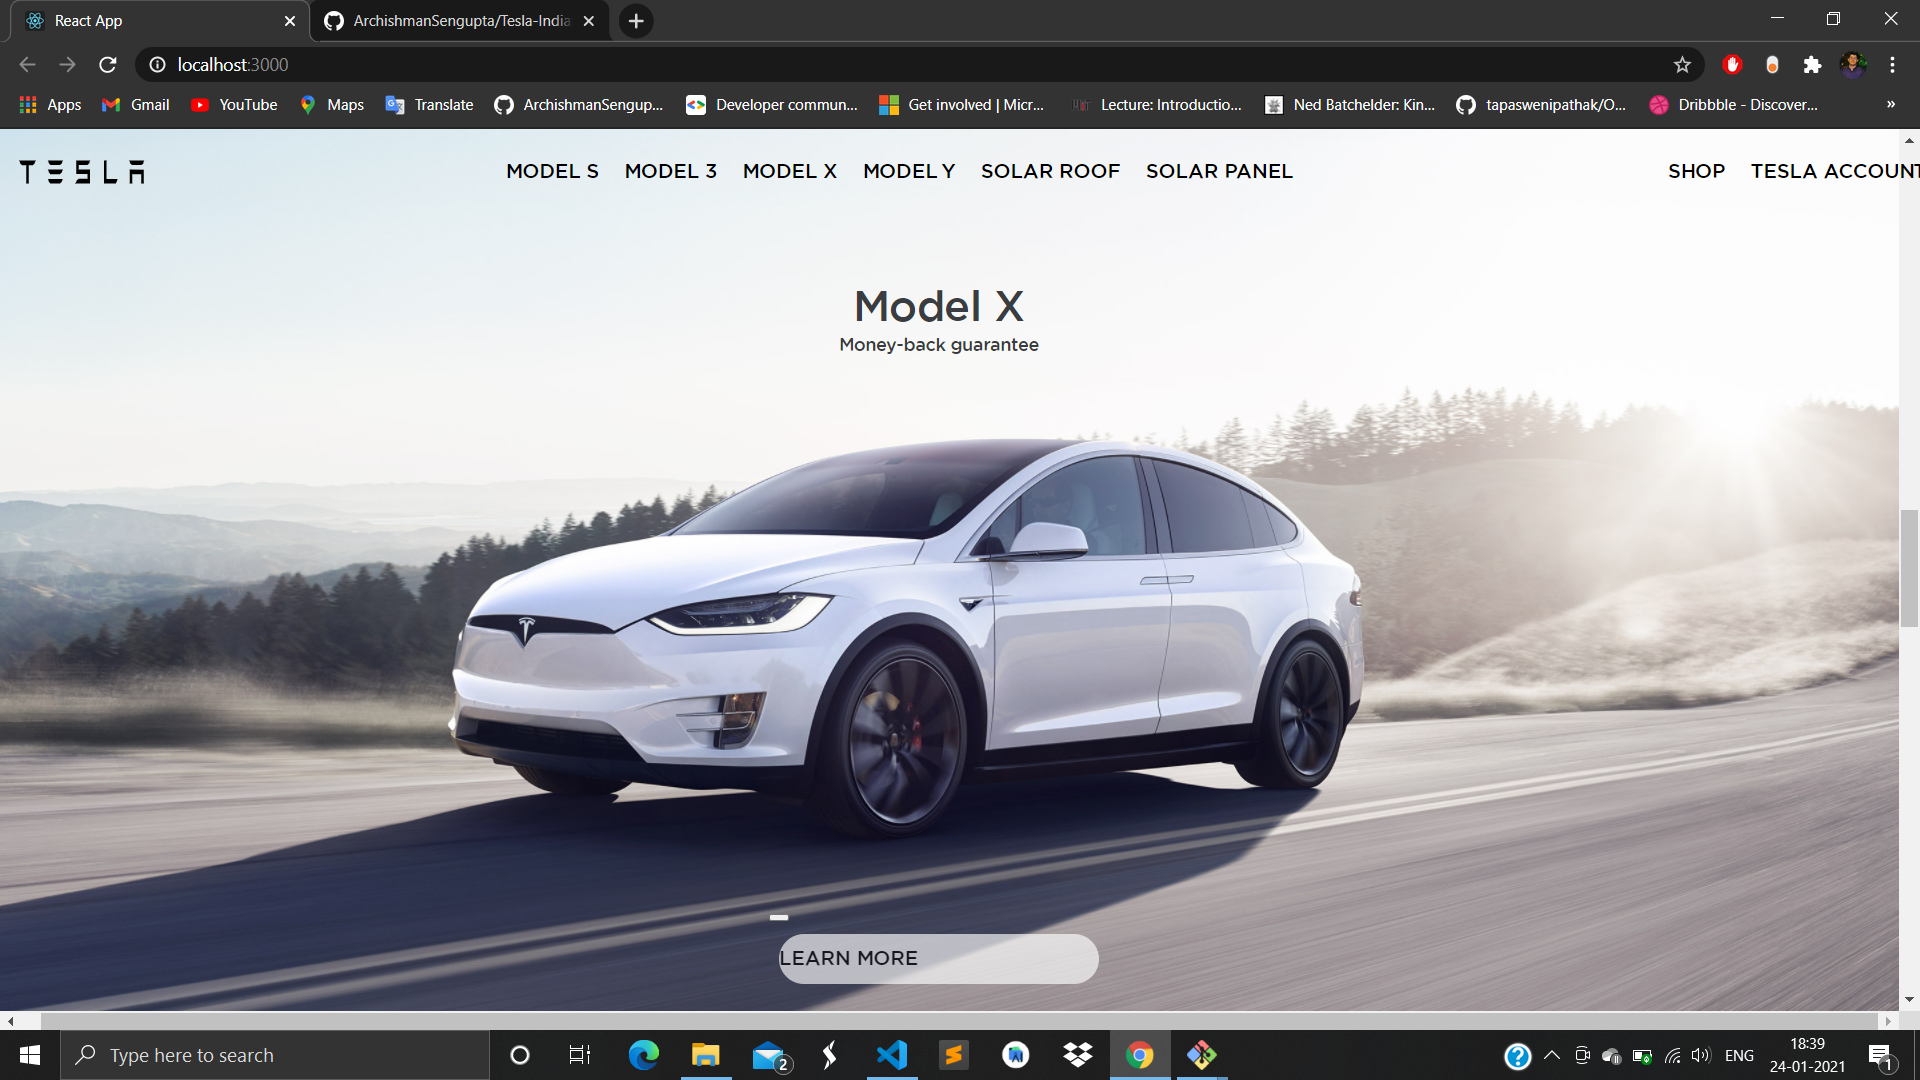 React App
ArchishmanSengupta/Tesla-India
localhost:3000
Apps
Gmail
YouTube
Maps
Translate
ArchishmanSengup...
Developer commun...
Get involved | Micr...
Lecture: Introductio...
Ned Batchelder: Kin...
tapaswenipathak/O...
Dribbble - Discover...
»
TESLA
MODEL S
MODEL 3
MODEL X
MODEL Y
SOLAR ROOF
SOLAR PANEL
SHOP
TESLA ACCOUNT
Model X
Money-back guarantee
LEARN MORE
Type here to search
2
ENG
18:39
24-01-2021
1